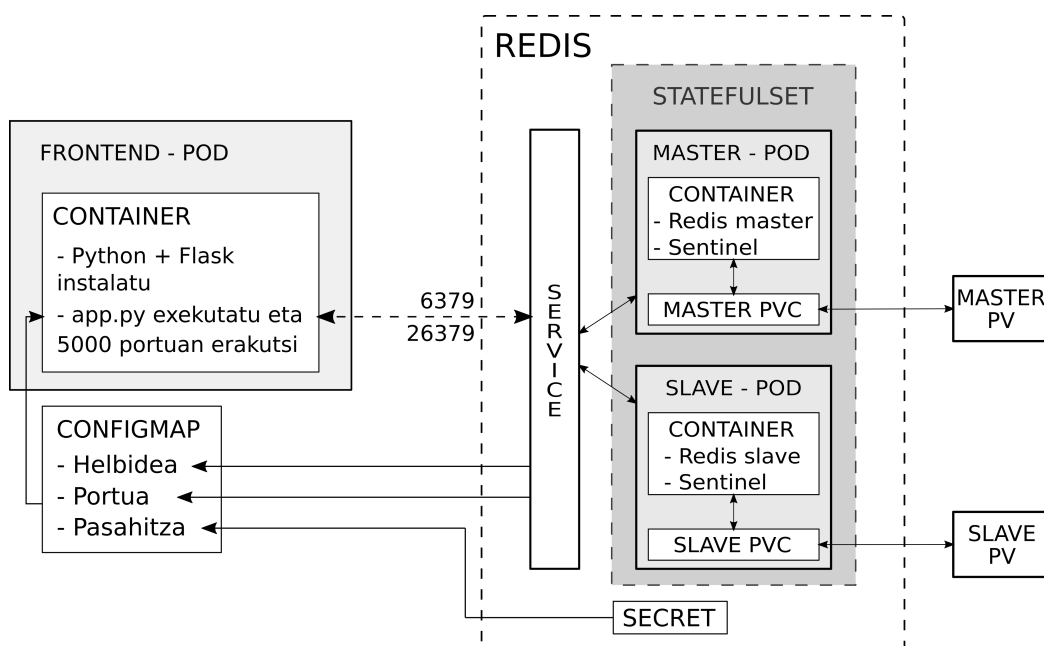 REDIS
STATEFULSET
FRONTEND - POD
CONTAINER
- Python + Flask
instalatu
- app.py exekutatu eta
5000 portuan erakutsi
6379
26379
SERVICE
MASTER - POD
CONTAINER
- Redis master
- Sentinel
MASTER PVC
MASTER
PV
SLAVE - POD
CONTAINER
- Redis slave
- Sentinel
SLAVE PVC
SLAVE
PV
CONFIGMAP
- Helbidea
- Portua
- Pasahitza
SECRET